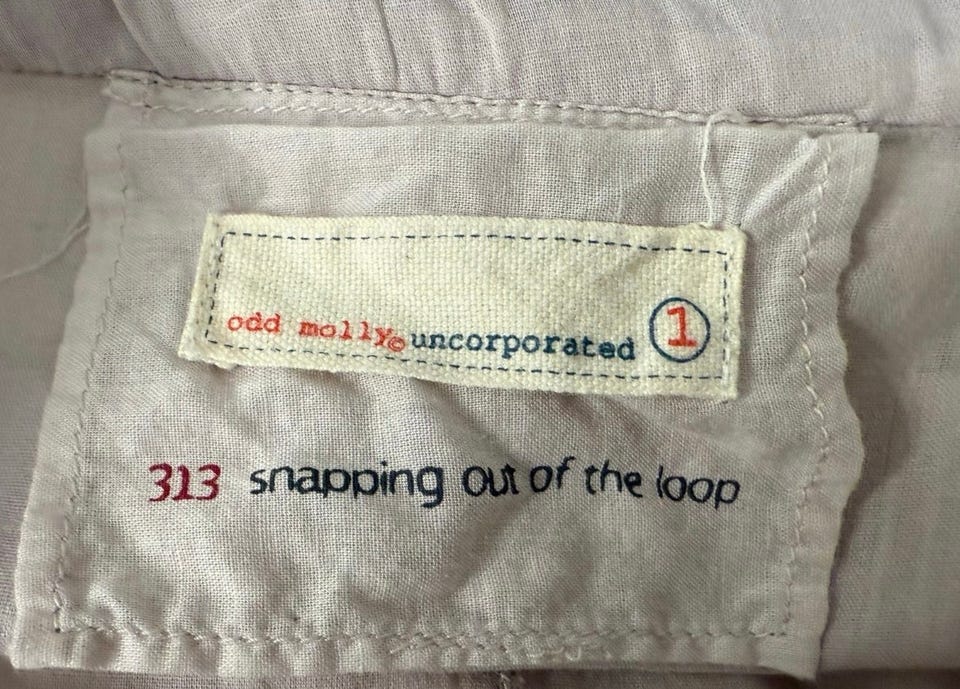 odd molly© uncorporated 1
313 snapping out of the loop